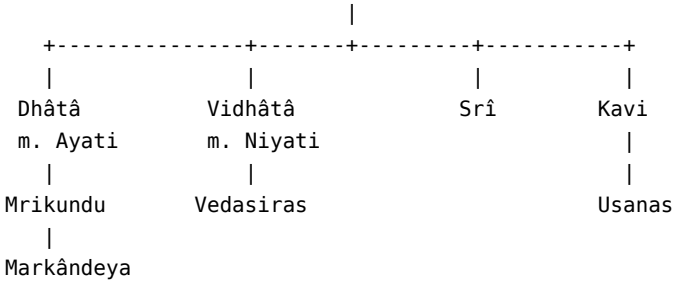 |
+---------------+-------+---------+-----------+
| | | |
Dhâtâ Vidhâtâ Srî Kavi
m. Ayati m. Niyati |
| | |
Mrikundu Vedasiras Usanas
|
Markândeya